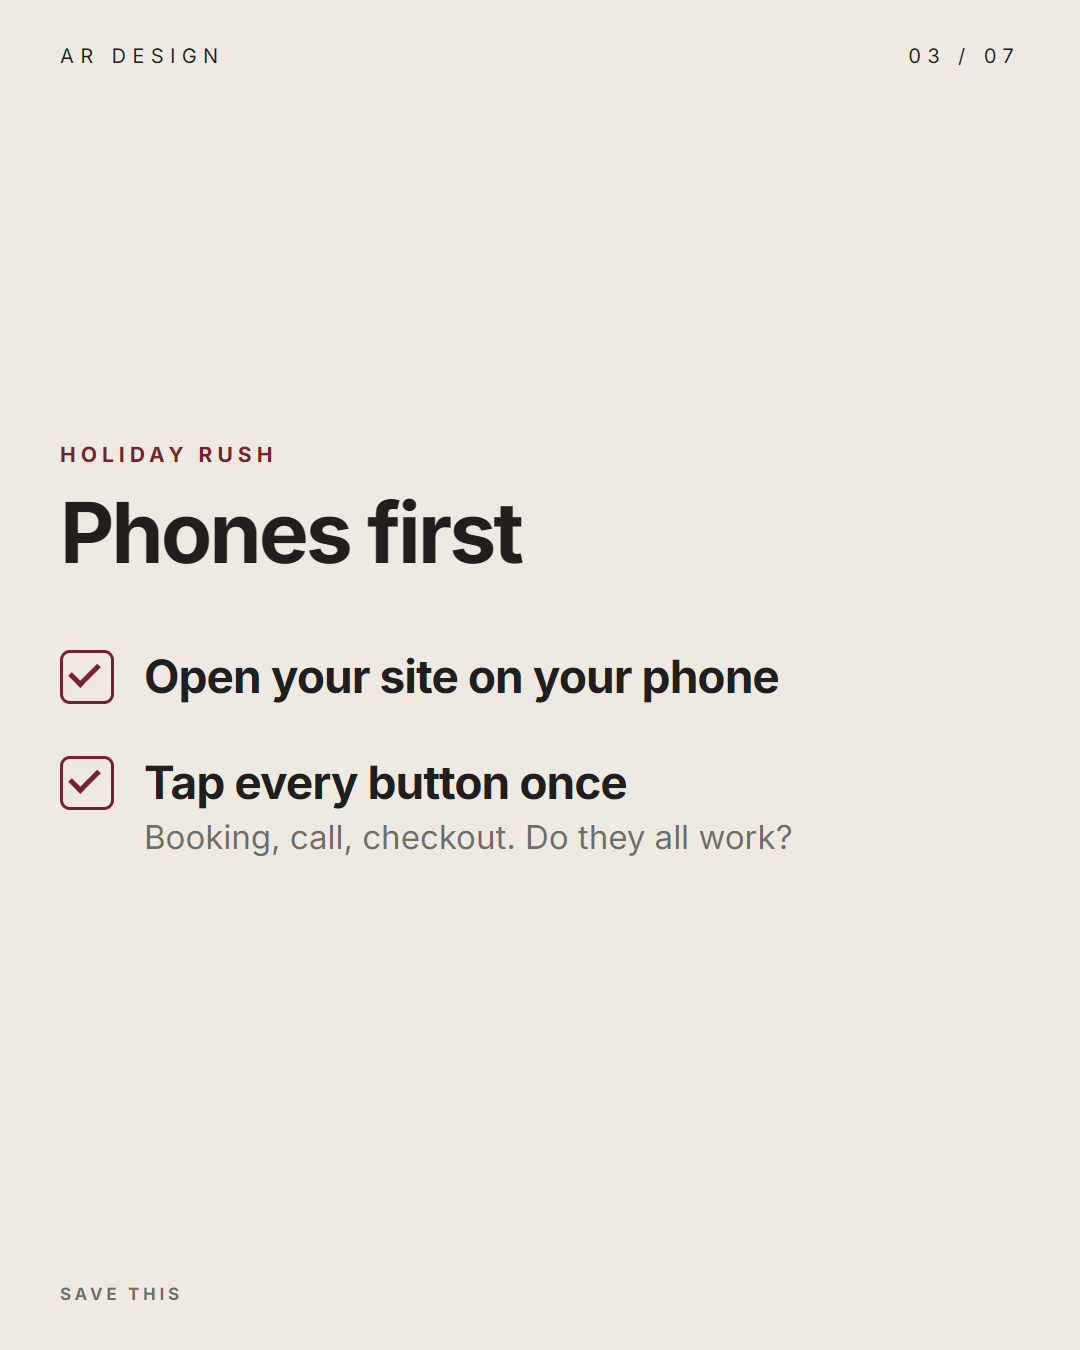 AR DESIGN
03 / 07
HOLIDAY RUSH
Phones first
Open your site on your phone
Tap every button once
Booking, call, checkout. Do they all work?
SAVE THIS